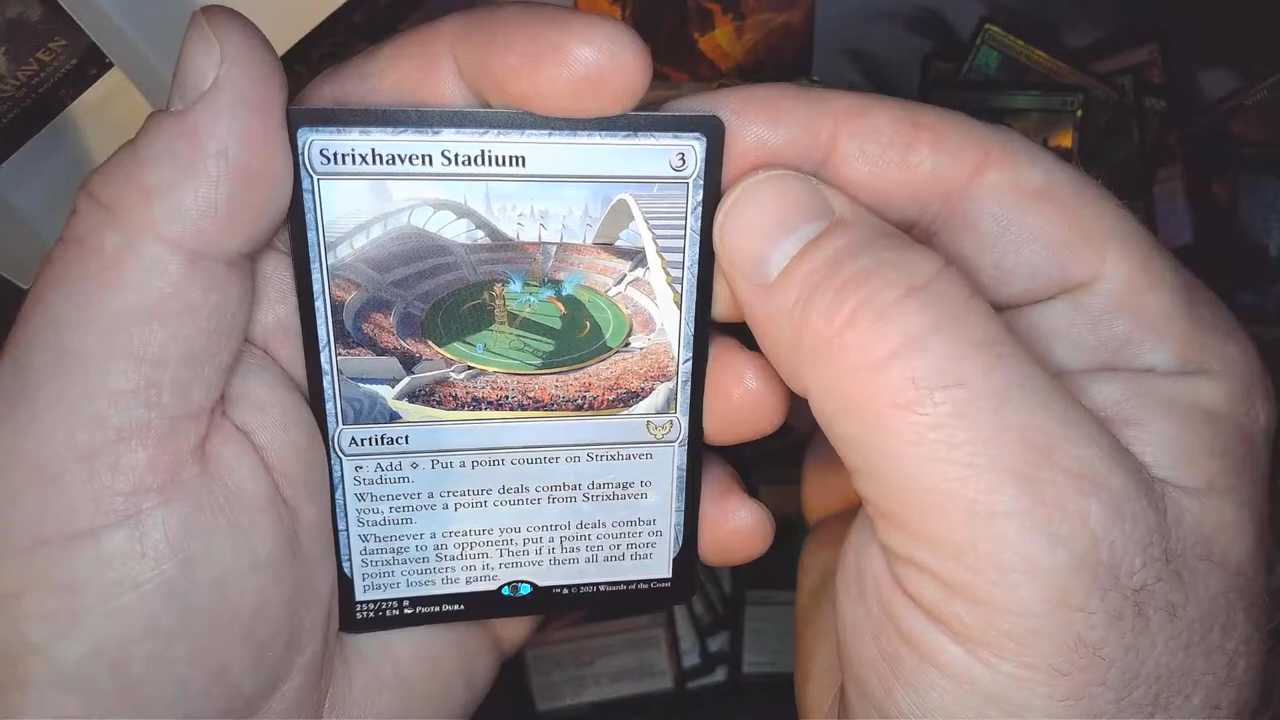 Strixhaven Stadium 3
Artifact
: Add . Put a point counter on Strixhaven
Stadium.
Whenever a creature deals combat damage to
you, remove a point counter from Strixhaven
Stadium.
Whenever a creature you control deals combat
damage to an opponent, put a point counter on
Strixhaven Stadium. Then if it has ten or more
point counters on it, remove them all and that
player loses the game.
259/275 R
STX • EN Piotr Dura
™ & © 2021 Wizards of the Coast